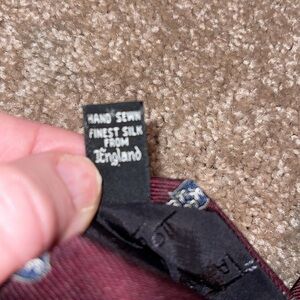 HAND SEWN
FINEST SILK
FROM
England